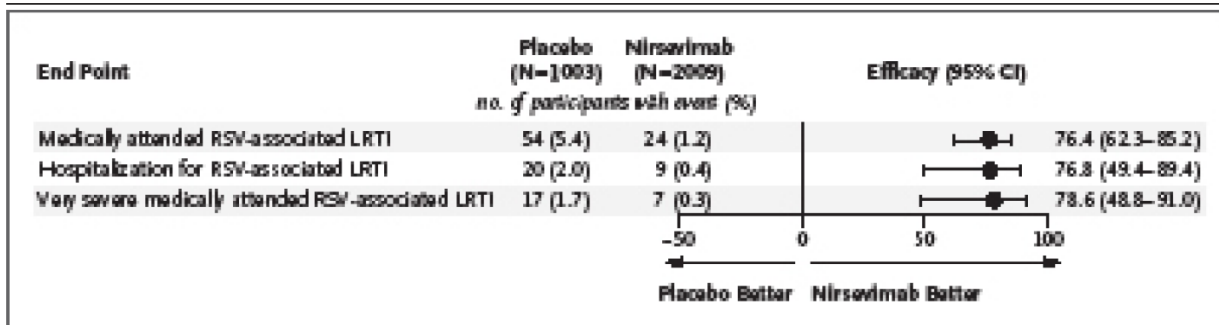 End Point Placebo (N=1003) Nirsevimab (N=2009) Efficacy (95% CI)
no. of participants with event (%)
Medically attended RSV-associated LRTI 54 (5.4) 24 (1.2) 76.4 (62.3–85.2)
Hospitalization for RSV-associated LRTI 20 (2.0) 9 (0.4) 76.8 (49.4–89.4)
Very severe medically attended RSV-associated LRTI 17 (1.7) 7 (0.3) 78.6 (48.8–91.0)
−50 0 50 100
Placebo Better Nirsevimab Better